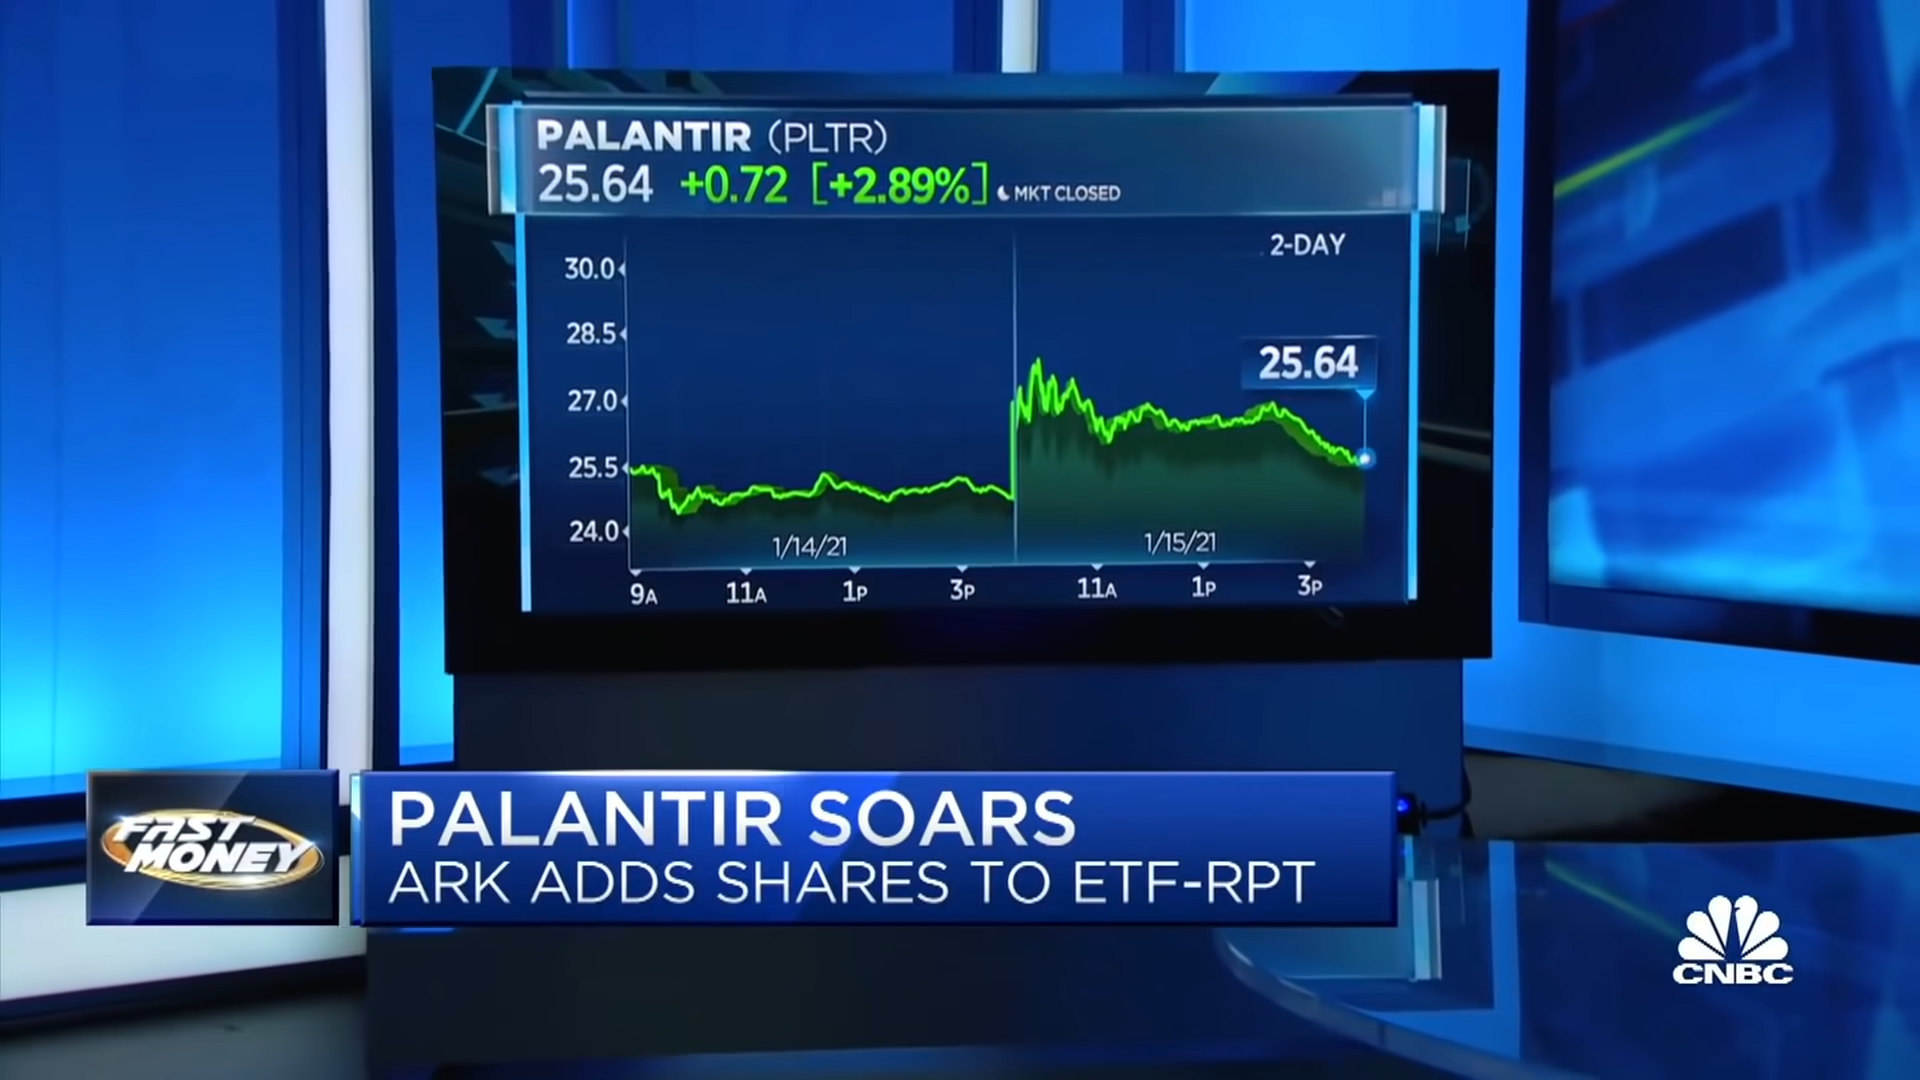 PALANTIR (PLTR)
25.64 +0.72 [+2.89%] MKT CLOSED
2-DAY
30.0
28.5
27.0
25.5
24.0
25.64
1/14/21 1/15/21
9A 11A 1P 3P 11A 1P 3P
FAST
MONEY
PALANTIR SOARS
ARK ADDS SHARES TO ETF-RPT
CNBC